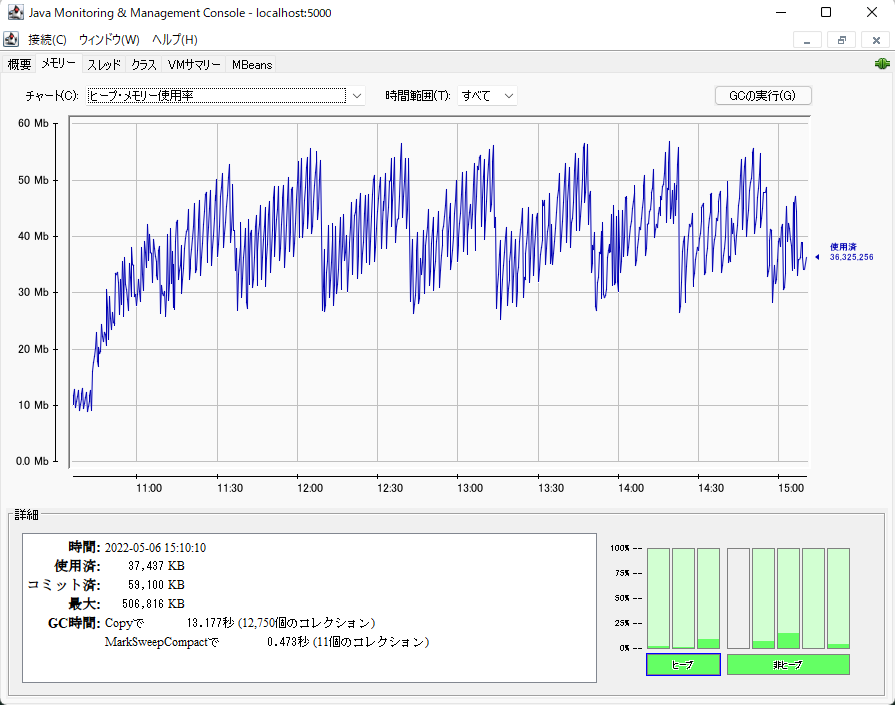 Java Monitoring & Management Console - localhost:5000
接続(C) ウィンドウ(W) ヘルプ(H)
概要 メモリー スレッド クラス VMサマリー MBeans
チャート(C): ヒープ・メモリー使用率 時間範囲(T): すべて GCの実行(G)
60 Mb
50 Mb
40 Mb
30 Mb
20 Mb
10 Mb
0.0 Mb
使用済
36,325,256
11:00 11:30 12:00 12:30 13:00 13:30 14:00 14:30 15:00
詳細
時間: 2022-05-06 15:10:10
使用済: 37,437 KB
コミット済: 59,100 KB
最大: 506,816 KB
GC時間: Copyで 13.177秒 (12,750個のコレクション)
MarkSweepCompactで 0.473秒 (11個のコレクション)
100% --
75% --
50% --
25% --
0% --
ヒープ 非ヒープ